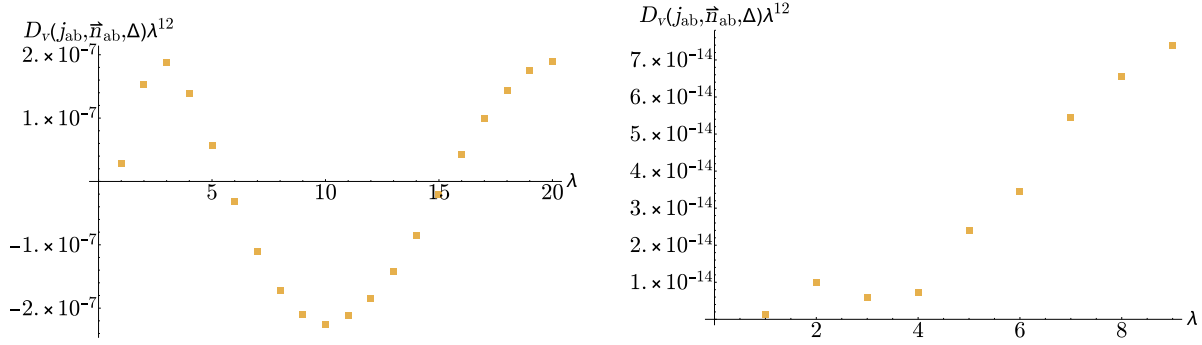 D_v(j_ab, n⃗_ab, Δ)λ^12
2. × 10^-7
1. × 10^-7
5 10 15 20 λ
-1. × 10^-7
-2. × 10^-7
D_v(j_ab, n⃗_ab, Δ)λ^12
7. × 10^-14
6. × 10^-14
5. × 10^-14
4. × 10^-14
3. × 10^-14
2. × 10^-14
1. × 10^-14
2 4 6 8 λ